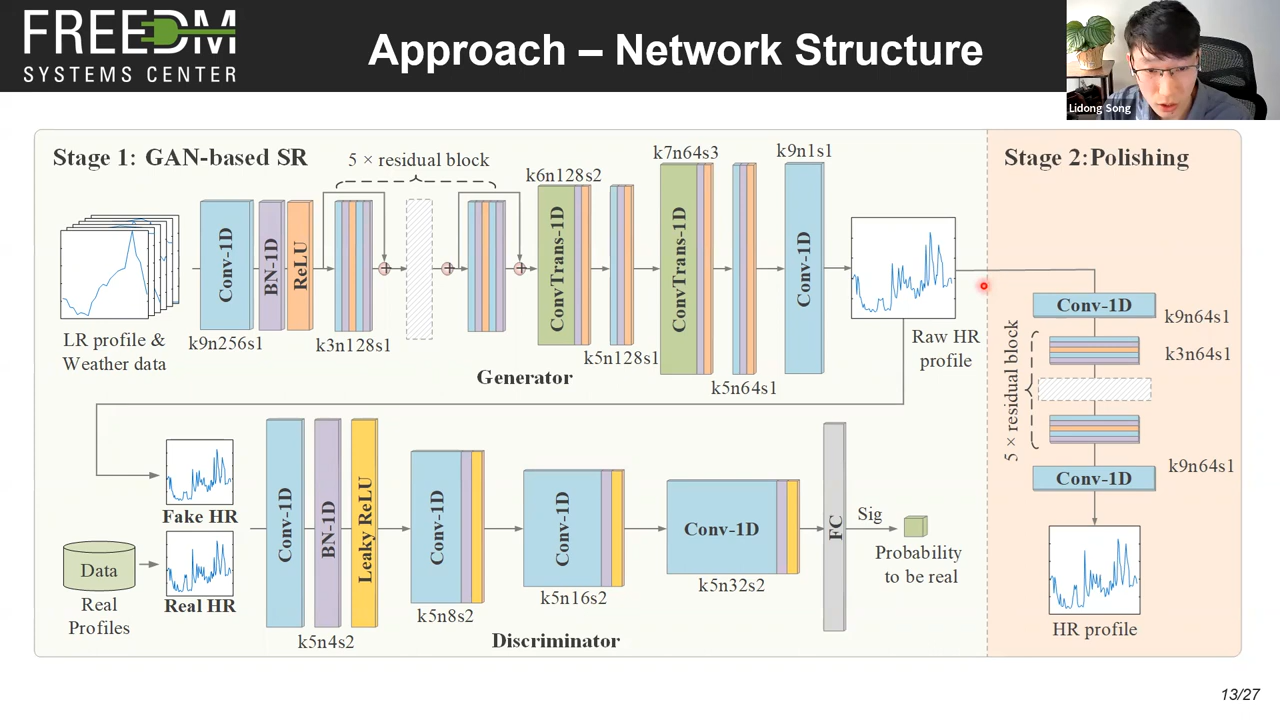 FREEDM
SYSTEMS CENTER
Approach – Network Structure
Lidong Song
Stage 1: GAN-based SR
5 × residual block
k6n128s2
k7n64s3
k9n1s1
Conv-1D
BN-1D
ReLU
ConvTrans-1D
ConvTrans-1D
Conv-1D
LR profile &
Weather data
k9n256s1
k3n128s1
k5n128s1
k5n64s1
Raw HR
profile
Generator
Fake HR
Data
Real HR
Real
Profiles
Conv-1D
BN-1D
Leaky ReLU
k5n4s2
Conv-1D
k5n8s2
Conv-1D
k5n16s2
Conv-1D
k5n32s2
FC
Sig
Probability
to be real
Discriminator
Stage 2:Polishing
Conv-1D
k9n64s1
5 × residual block
k3n64s1
Conv-1D
k9n64s1
HR profile
13/27